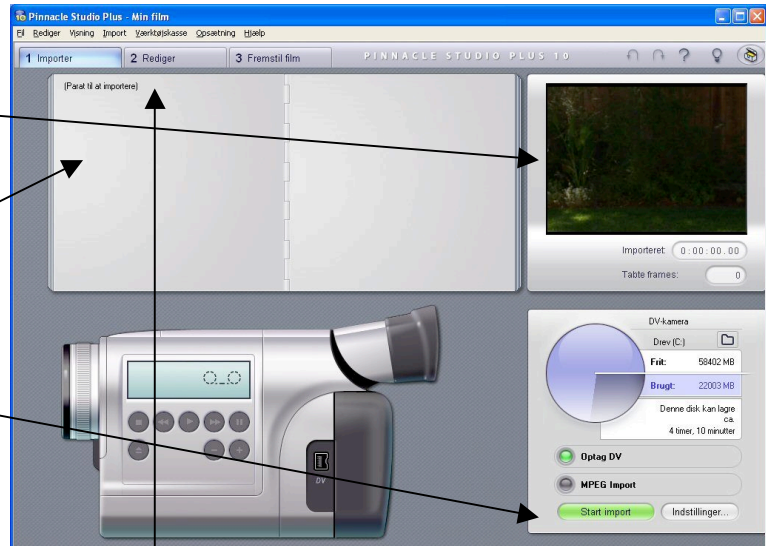 Pinnacle Studio Plus - Min film
Fil Rediger Visning Import Værktøjskasse Opsætning Hjælp
1 Importer 2 Rediger 3 Fremstil film PINNACLE STUDIO PLUS 10
(Parat til at importere)
Importeret: 0:00:00.00
Tabte frames: 0
DV-kamera
Drev (C:)
Frit: 58402 MB
Brugt: 22003 MB
Denne disk kan lagre
ca.
4 timer, 10 minutter
Optag DV
MPEG Import
Start import Indstillinger...
DV